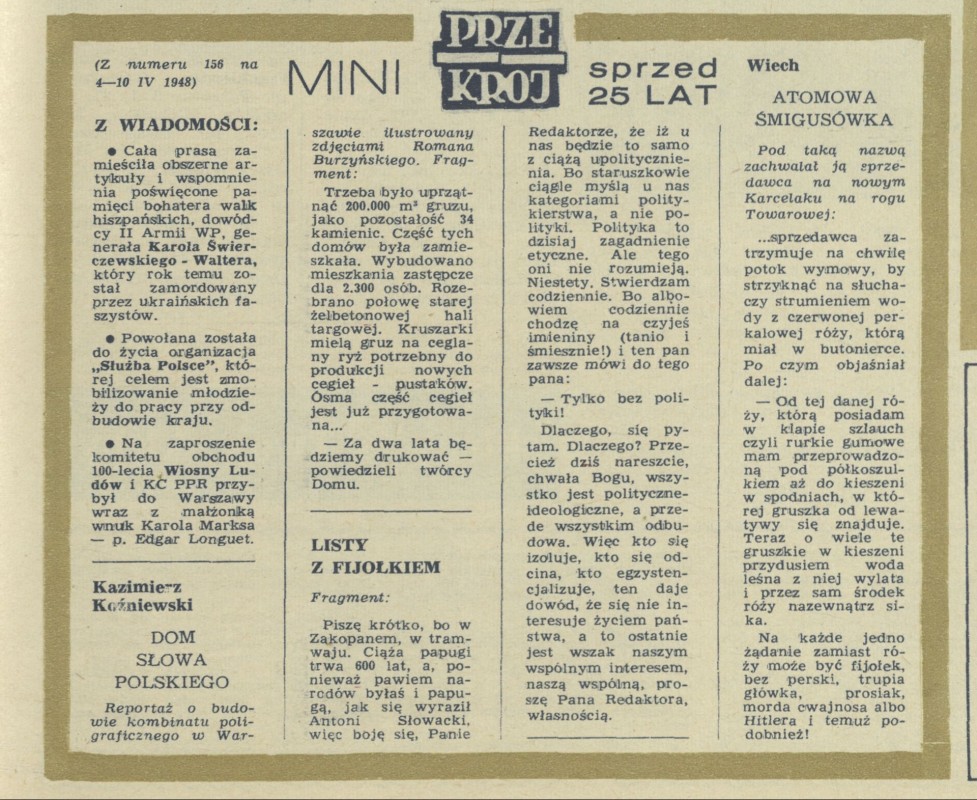 (Z numeru 156 na
4—10 IV 1948)
MINI
PRZE
KROJ
sprzed
25 LAT
Z WIADOMOŚCI:
● Cała prasa za-
mieściła obszerne ar-
tykuły i wspomnie-
nia poświęcone pa-
mięci bohatera walk
hiszpańskich, dowód-
cy II Armii WP, ge-
nerała Karola Świer-
czewskiego - Waltera,
który rok temu zo-
stał zamordowany
przez ukraińskich fa-
szystów.
● Powołana została
do życia organizacja
„Służba Polsce”, któ-
rej celem jest zmo-
bilizowanie młodzie-
ży do pracy przy od-
budowie kraju.
● Na zaproszenie
komitetu obchodu
100-lecia Wiosny Lu-
dów i KC PPR przy-
był do Warszawy
wraz z małżonką
wnuk Karola Marksa
— p. Edgar Longuet.
Kazimierz
Koźniewski
DOM
SŁOWA
POLSKIEGO
Reportaż o budo-
wie kombinatu poli-
graficznego w War-
szawie ilustrowany
zdjęciami Romana
Burzyńskiego. Frag-
ment:
Trzeba było uprząt-
nąć 200.000 m³ gruzu,
jako pozostałość 34
kamienic. Część tych
domów była zamie-
szkała. Wybudowano
mieszkania zastępcze
dla 2.300 osób. Roze-
brano połowę starej
żelbetonowej hali
targowej. Kruszarki
mielą gruz na cegla-
ny ryż potrzebny do
produkcji nowych
cegieł - pustaków.
Ósma część cegieł
jest już przygotowa-
na...
— Za dwa lata bę-
dziemy drukować —
powiedzieli twórcy
Domu.
LISTY
Z FIJOŁKIEM
Fragment:
Piszę krótko, bo w
Zakopanem, w tram-
waju. Ciąża papugi
trwa 600 lat, a, po-
nieważ pawiem na-
rodów byłaś i papu-
gą, jak się wyraził
Antoni Słowacki,
więc boję się, Panie
Redaktorze, że iż u
nas będzie to samo
z ciążą upolitycznie-
nia. Bo staruszkowie
ciągle myślą u nas
kategoriami polity-
kierstwa, a nie po-
lityki. Polityka to
dzisiaj zagadnienie
etyczne. Ale tego
oni nie rozumieją.
Niestety. Stwierdzam
codziennie. Bo albo-
wiem codziennie
chodzę na czyjeś
imieniny (tanio i
śmiesznie!) i ten pan
zawsze mówi do tego
pana:
— Tylko bez poli-
tyki!
Dlaczego, się py-
tam. Dlaczego? Prze-
cież dziś nareszcie,
chwała Bogu, wszy-
stko jest polityczne-
ideologiczne, a prze-
de wszystkim odbu-
dowa. Więc kto się
izoluje, kto się od-
cina, kto egzysten-
cjalizuje, ten daje
dowód, że się nie in-
teresuje życiem pań-
stwa, a to ostatnie
jest wszak naszym
wspólnym interesem,
naszą wspólną, pro-
szę Pana Redaktora,
własnością.
Wiech
ATOMOWA
ŚMIGUSÓWKA
Pod taką nazwą
zachwalał ją sprze-
dawca na nowym
Karcelaku na rogu
Towarowej:
...sprzedawca za-
trzymuje na chwilę
potok wymowy, by
strzyknąć na słucha-
czy strumieniem wo-
dy z czerwonej per-
kalowej róży, którą
miał w butonierce.
Po czym objaśniał
dalej:
— Od tej danej ró-
ży, którą posiadam
w klapie szlauch
czyli rurkie gumowe
mam przeprowadzo-
ną pod półkoszul-
kiem aż do kieszeni
w spodniach, w któ-
rej gruszka od lewa-
tywy się znajduje.
Teraz o wiele te
gruszkie w kieszeni
przydusiem woda
leśna z niej wylata
i przez sam środek
róży nazewnątrz si-
ka.
Na każde jedno
żądanie zamiast ró-
ży może być fijołek,
bez perski, trupia
główka, prosiak,
morda cwajnosa albo
Hitlera i temuż po-
dobnież!